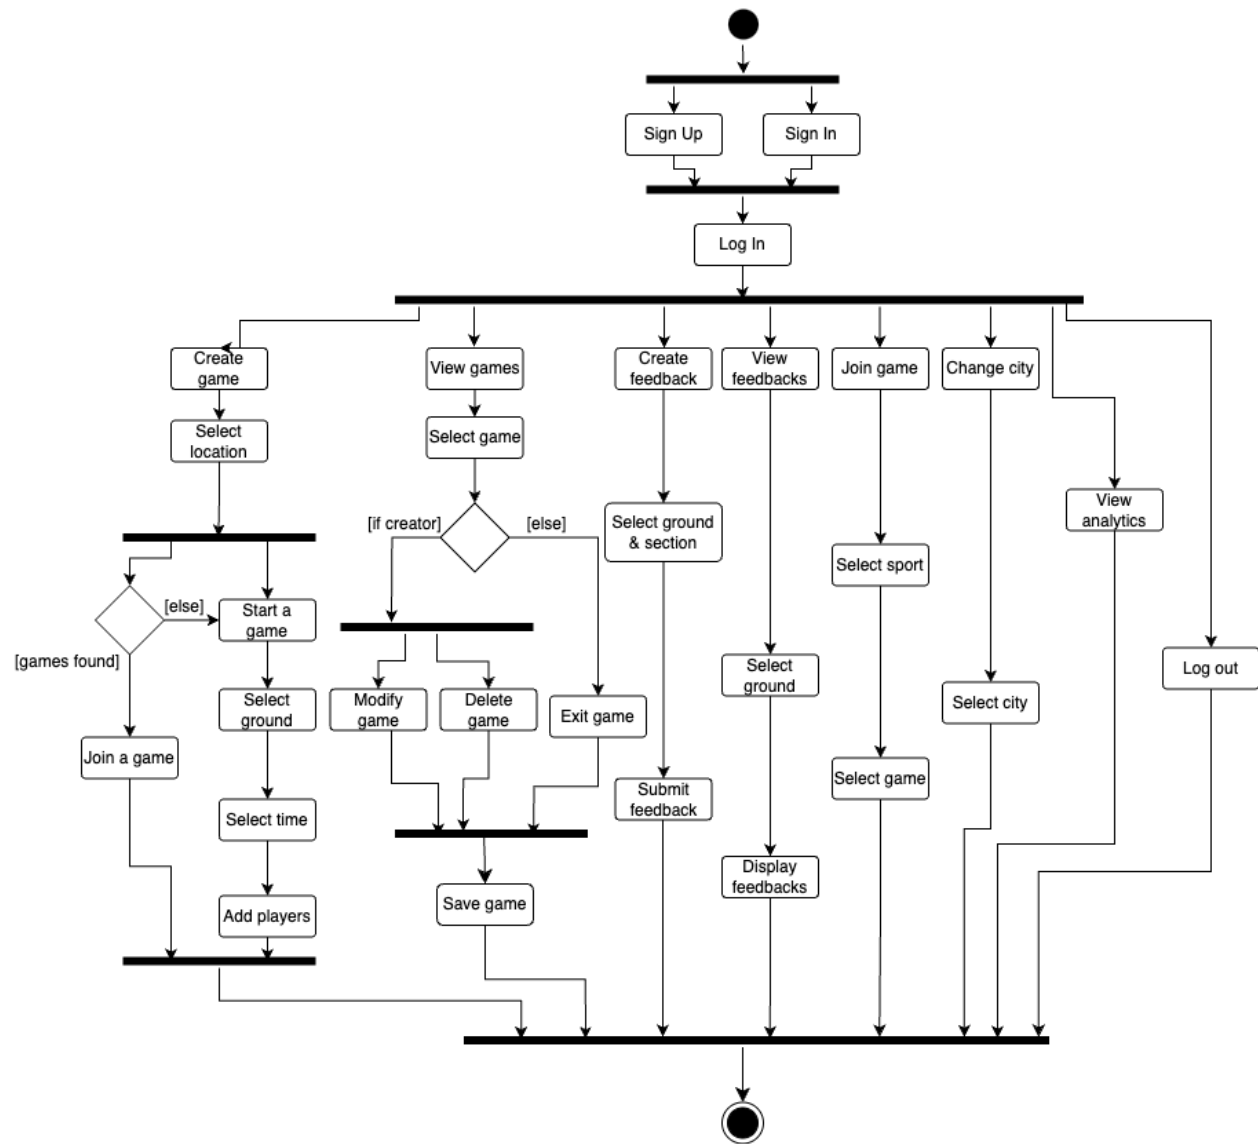 Sign Up
Sign In
Log In
Create
game
View games
Create
feedback
View
feedbacks
Join game
Change city
Select
location
Select game
View
analytics
[if creator]
[else]
Select ground
& section
Select sport
[else]
Start a
game
[games found]
Log out
Select
ground
Modify
game
Delete
game
Exit game
Select
ground
Select city
Join a game
Select time
Submit
feedback
Select game
Display
feedbacks
Add players
Save game